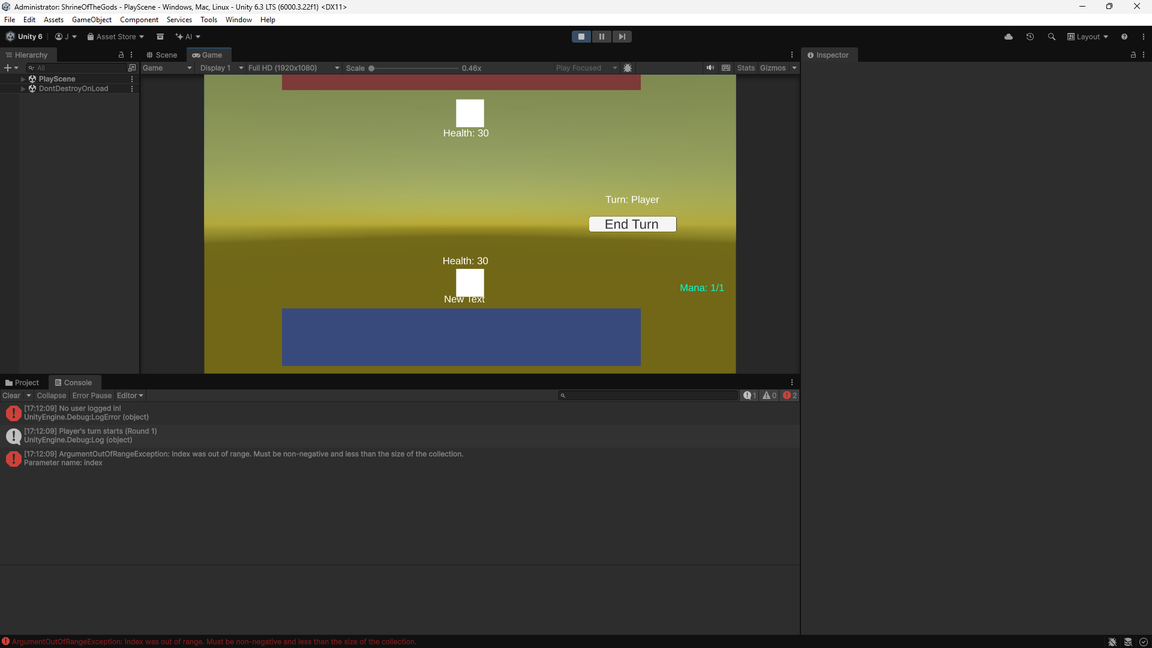 Administrator: ShrineOfTheGods - PlayScene - Windows, Mac, Linux - Unity 6.3 LTS (6000.3.22f1) <DX11>
File Edit Assets GameObject Component Services Tools Window Help
Unity 6 J Asset Store AI Layout
Hierarchy Scene Game Inspector
All Game Display 1 Full HD (1920x1080) Scale 0.46x Play Focused Stats Gizmos
PlayScene
DontDestroyOnLoad
Health: 30
Turn: Player
End Turn
Health: 30
Mana: 1/1
New Text
Project Console
Clear Collapse Error Pause Editor 1 0 2
[17:12:09] No user logged in!
UnityEngine.Debug:LogError (object)
[17:12:09] Player's turn starts (Round 1)
UnityEngine.Debug:Log (object)
[17:12:09] ArgumentOutOfRangeException: Index was out of range. Must be non-negative and less than the size of the collection.
Parameter name: index
ArgumentOutOfRangeException: Index was out of range. Must be non-negative and less than the size of the collection.